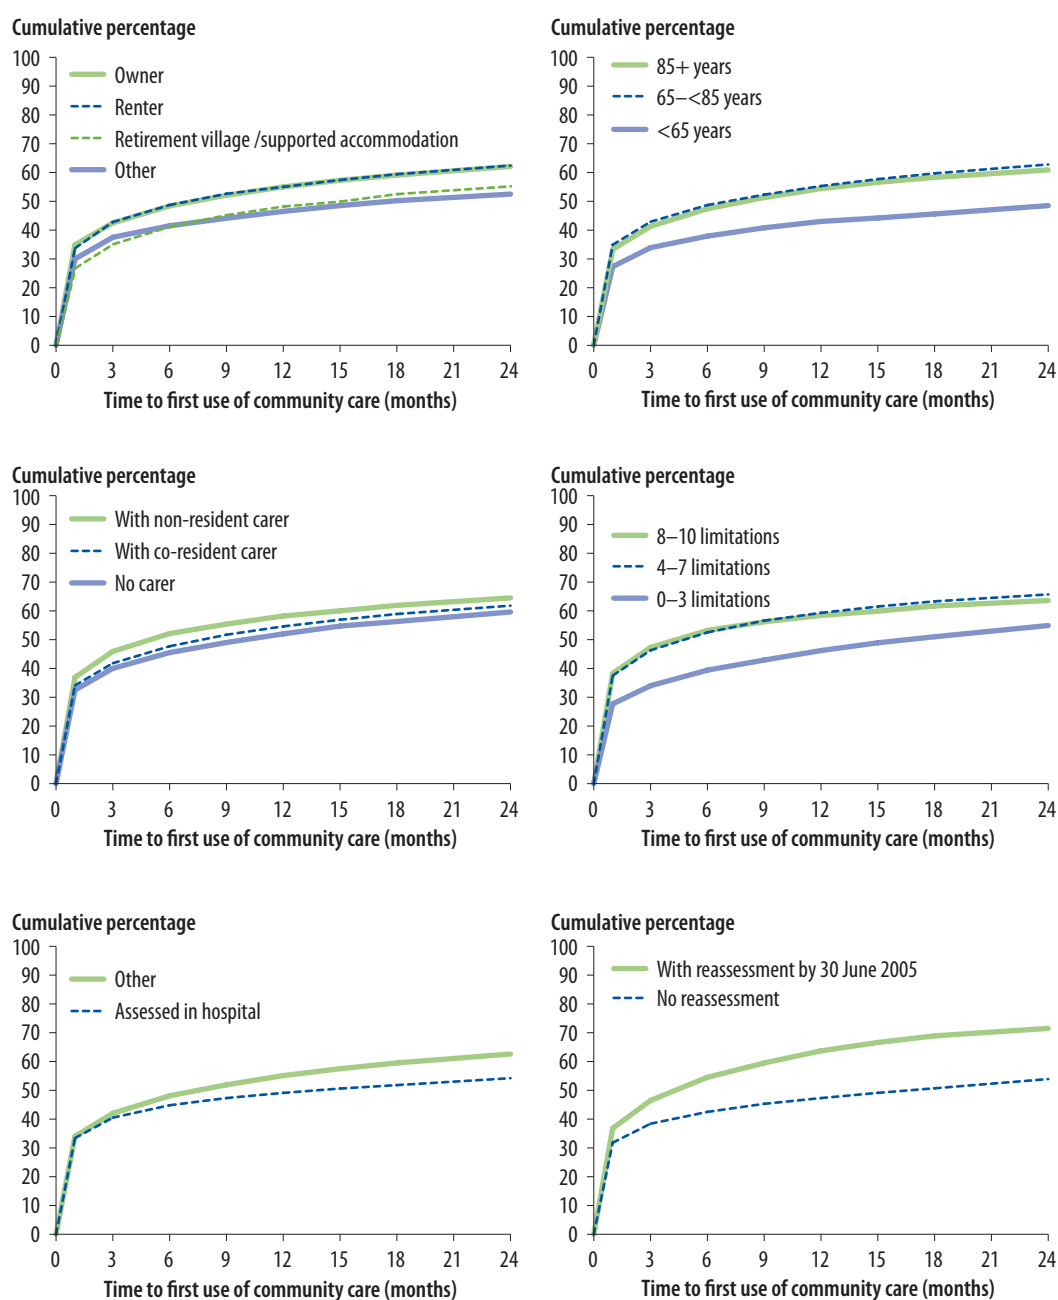 Cumulative percentage
100
90
80
70
60
50
40
30
20
10
0
Owner
Renter
Retirement village /supported accommodation
Other
0 3 6 9 12 15 18 21 24
Time to first use of community care (months)
Cumulative percentage
100
90
80
70
60
50
40
30
20
10
0
85+ years
65–<85 years
<65 years
0 3 6 9 12 15 18 21 24
Time to first use of community care (months)
Cumulative percentage
100
90
80
70
60
50
40
30
20
10
0
With non-resident carer
With co-resident carer
No carer
0 3 6 9 12 15 18 21 24
Time to first use of community care (months)
Cumulative percentage
100
90
80
70
60
50
40
30
20
10
0
8–10 limitations
4–7 limitations
0–3 limitations
0 3 6 9 12 15 18 21 24
Time to first use of community care (months)
Cumulative percentage
100
90
80
70
60
50
40
30
20
10
0
Other
Assessed in hospital
0 3 6 9 12 15 18 21 24
Time to first use of community care (months)
Cumulative percentage
100
90
80
70
60
50
40
30
20
10
0
With reassessment by 30 June 2005
No reassessment
0 3 6 9 12 15 18 21 24
Time to first use of community care (months)